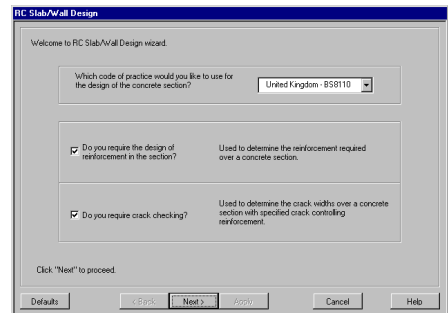 RC Slab/Wall Design
Welcome to RC Slab/Wall Design wizard.
Which code of practice would you like to use for
the design of the concrete section?
United Kingdom - BS8110
Do you require the design of
reinforcement in the section?
Used to determine the reinforcement required
over a concrete section.
Do you require crack checking?
Used to determine the crack widths over a concrete
section with specified crack controlling
reinforcement.
Click "Next" to proceed.
Defaults
< Back
Next >
Apply
Cancel
Help